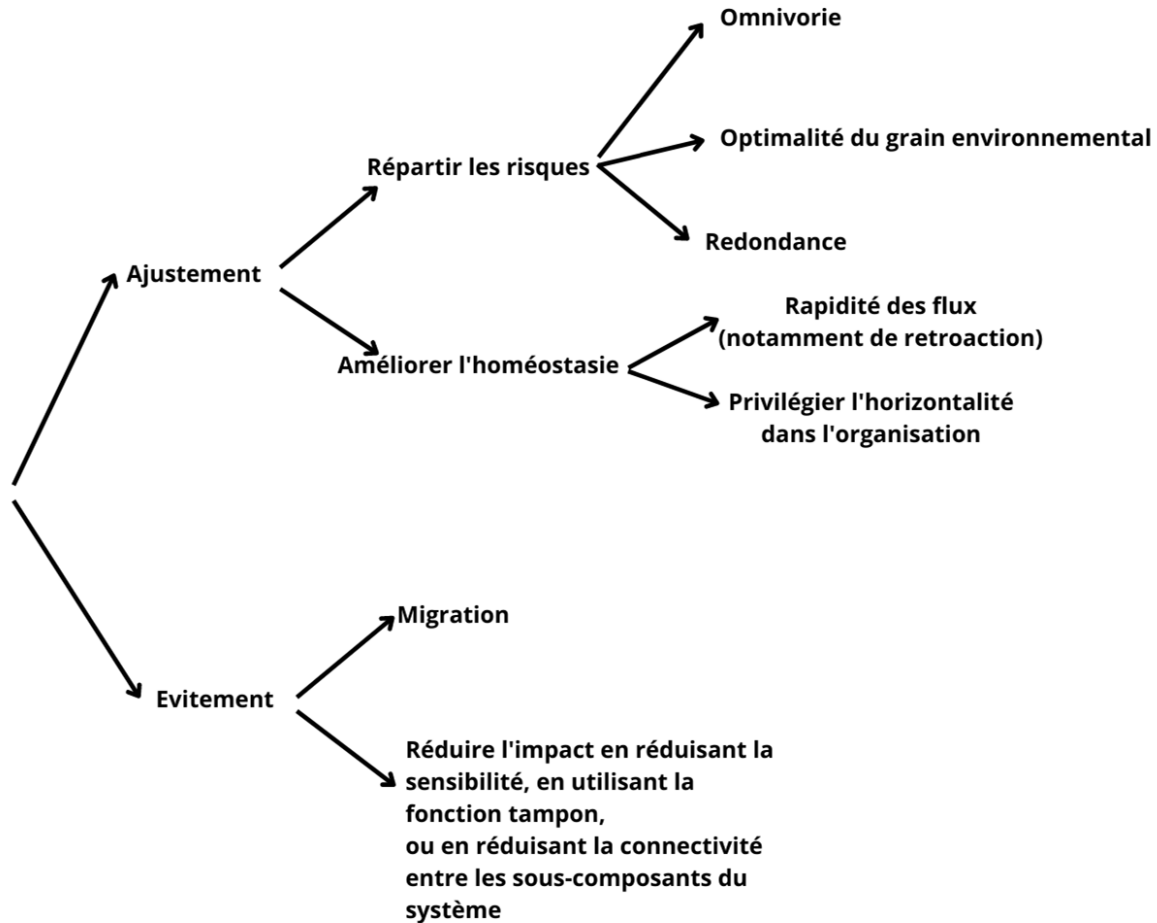 Omnivorie
Optimalité du grain environnemental
Répartir les risques
Redondance
Ajustement
Rapidité des flux
(notamment de retroaction)
Améliorer l'homéostasie
Privilégier l'horizontalité
dans l'organisation
Migration
Evitement
Réduire l'impact en réduisant la
sensibilité, en utilisant la
fonction tampon,
ou en réduisant la connectivité
entre les sous-composants du
système